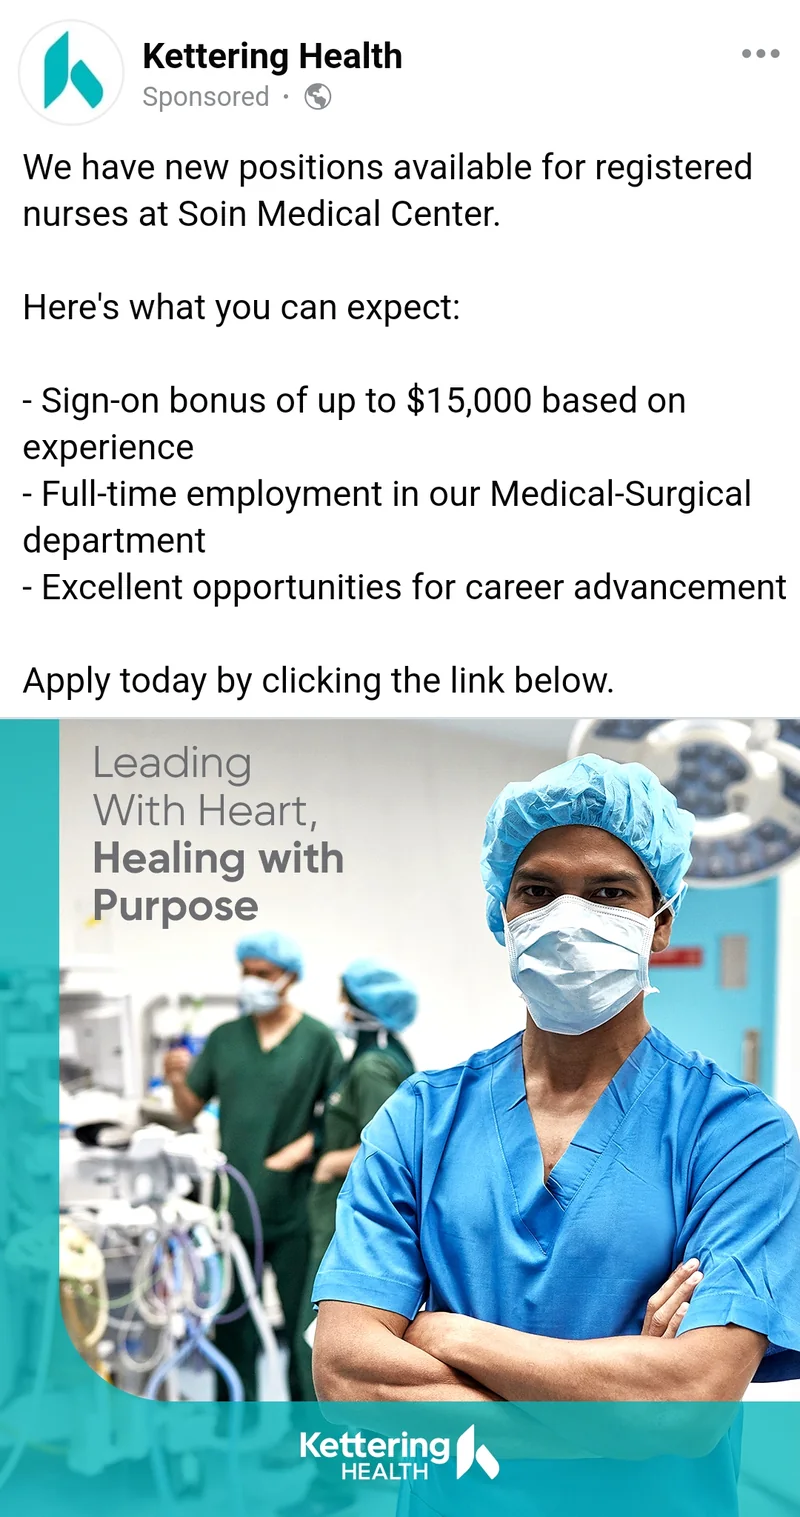 Kettering Health
Sponsored ·
We have new positions available for registered
nurses at Soin Medical Center.
Here's what you can expect:
- Sign-on bonus of up to $15,000 based on
experience
- Full-time employment in our Medical-Surgical
department
- Excellent opportunities for career advancement
Apply today by clicking the link below.
Leading
With Heart,
Healing with
Purpose
Kettering
HEALTH